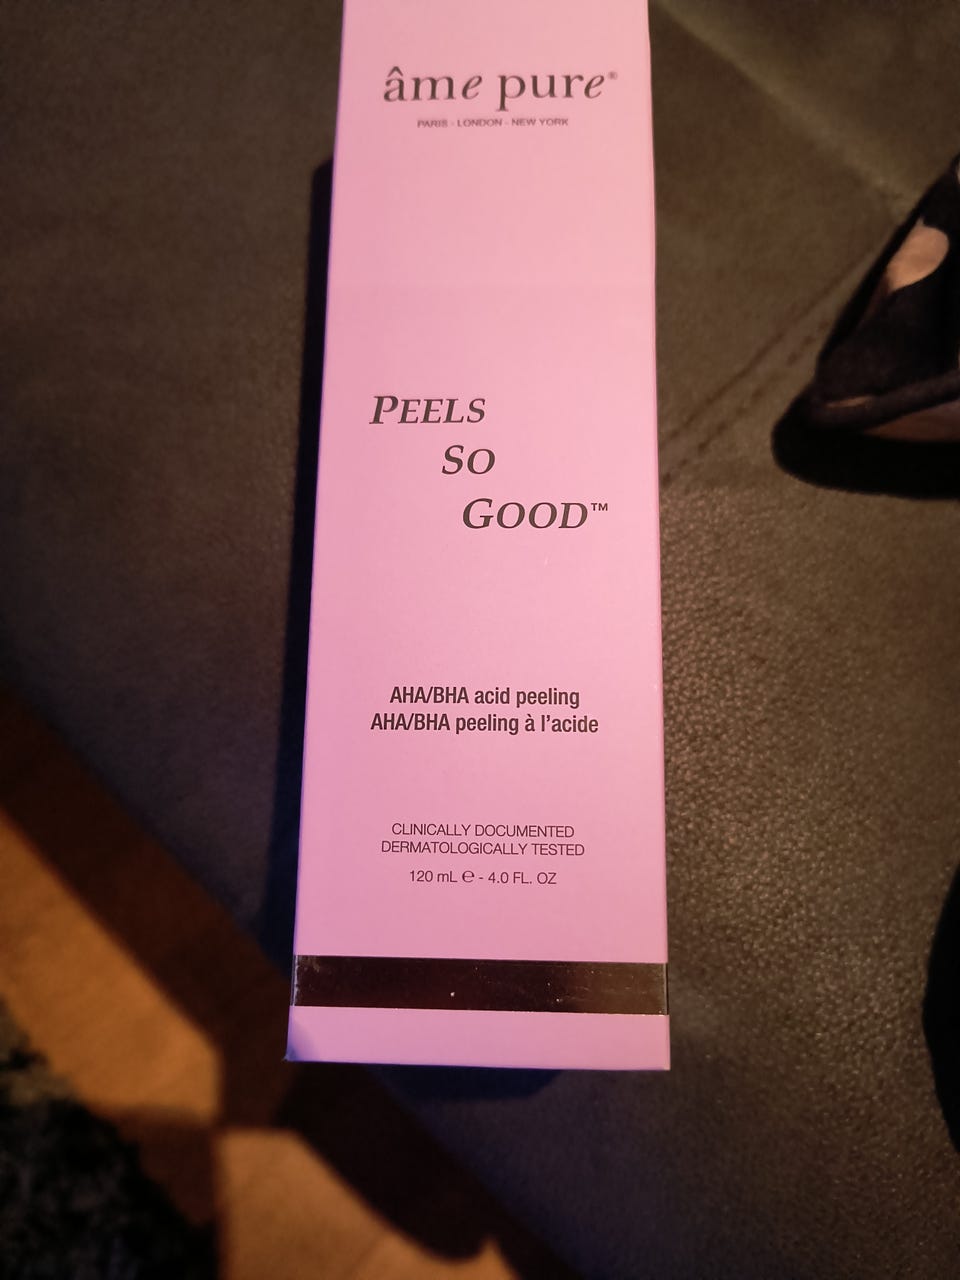 âme pure®
PARIS - LONDON - NEW YORK
PEELS
SO
GOOD™
AHA/BHA acid peeling
AHA/BHA peeling à l'acide
CLINICALLY DOCUMENTED
DERMATOLOGICALLY TESTED
120 mL ℮ - 4.0 FL. OZ